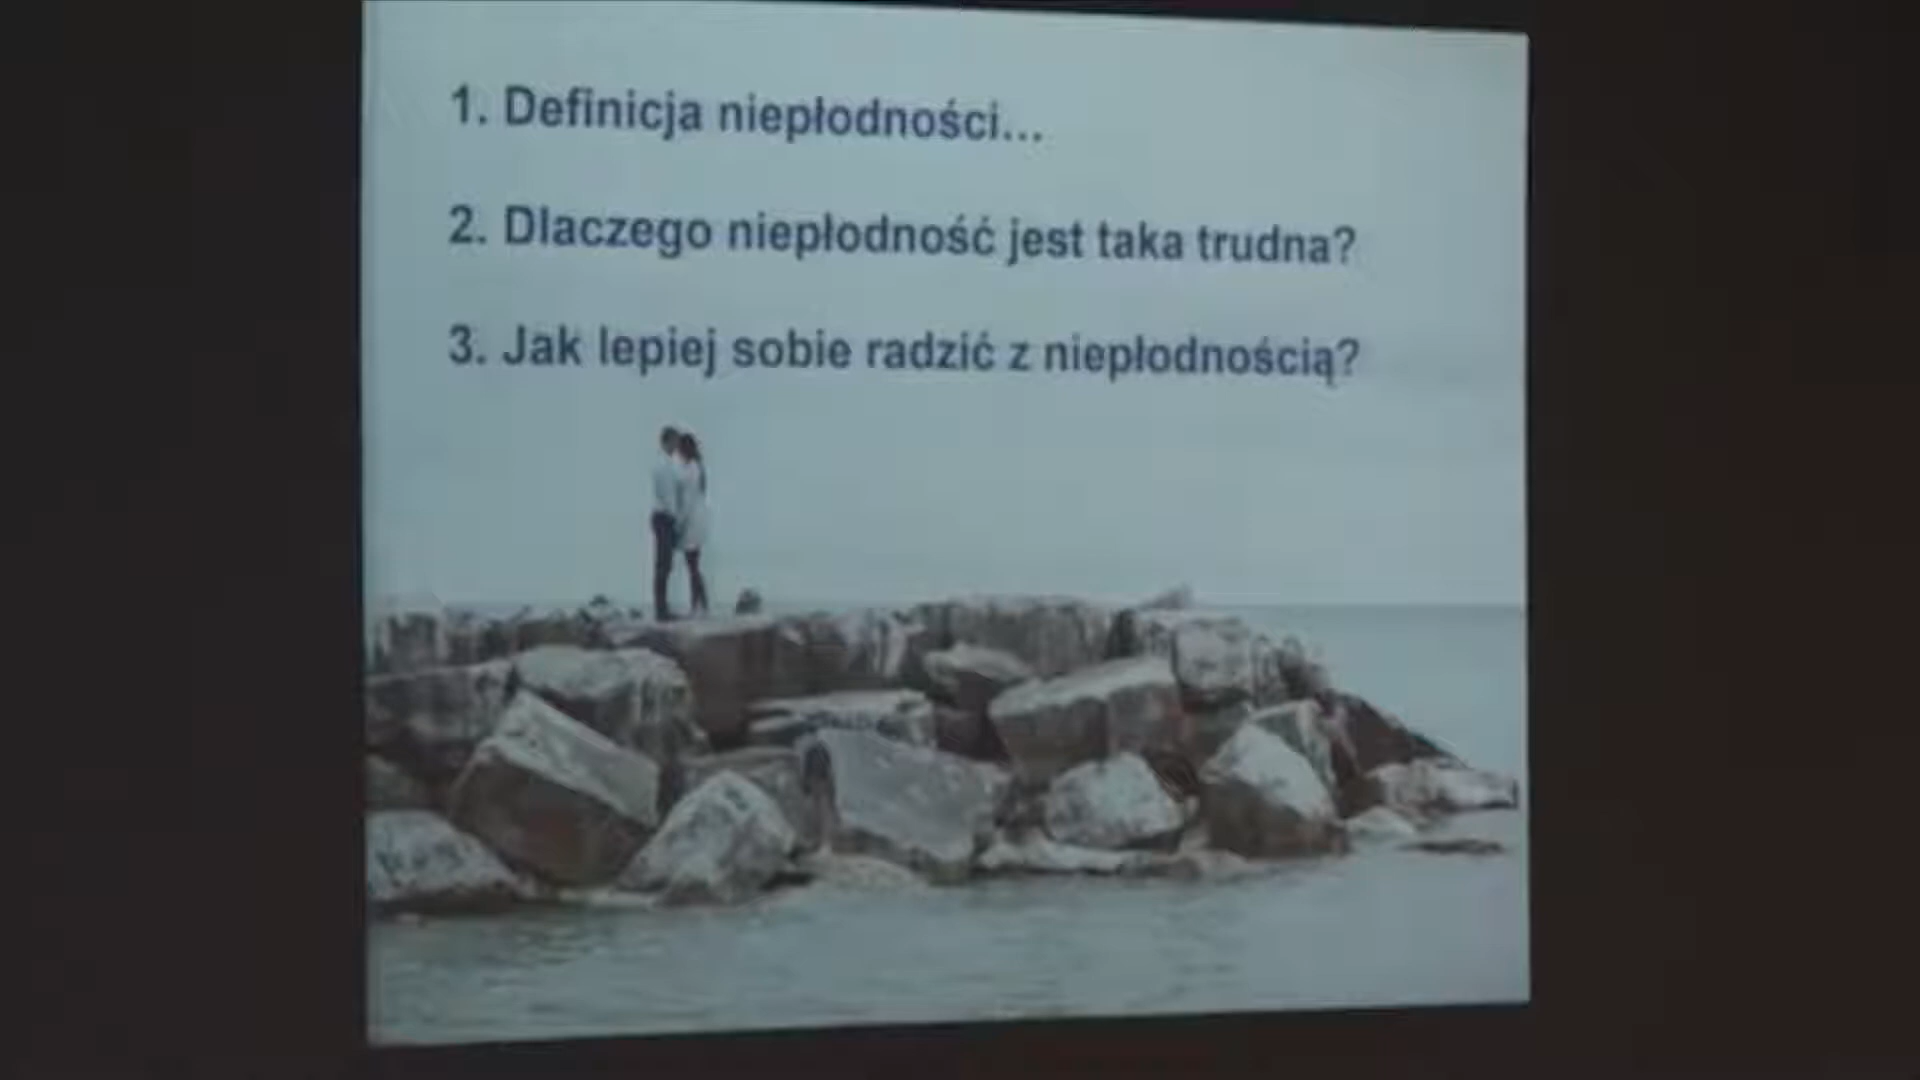 1. Definicja niepłodności...
2. Dlaczego niepłodność jest taka trudna?
3. Jak lepiej sobie radzić z niepłodnością?